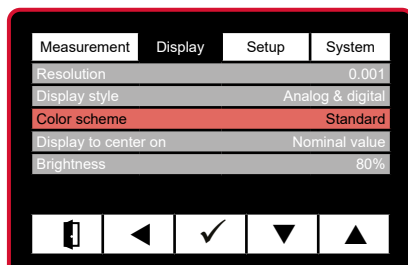 Measurement Display Setup System
Resolution 0.001
Display style Analog & digital
Color scheme Standard
Display to center on Nominal value
Brightness 80%